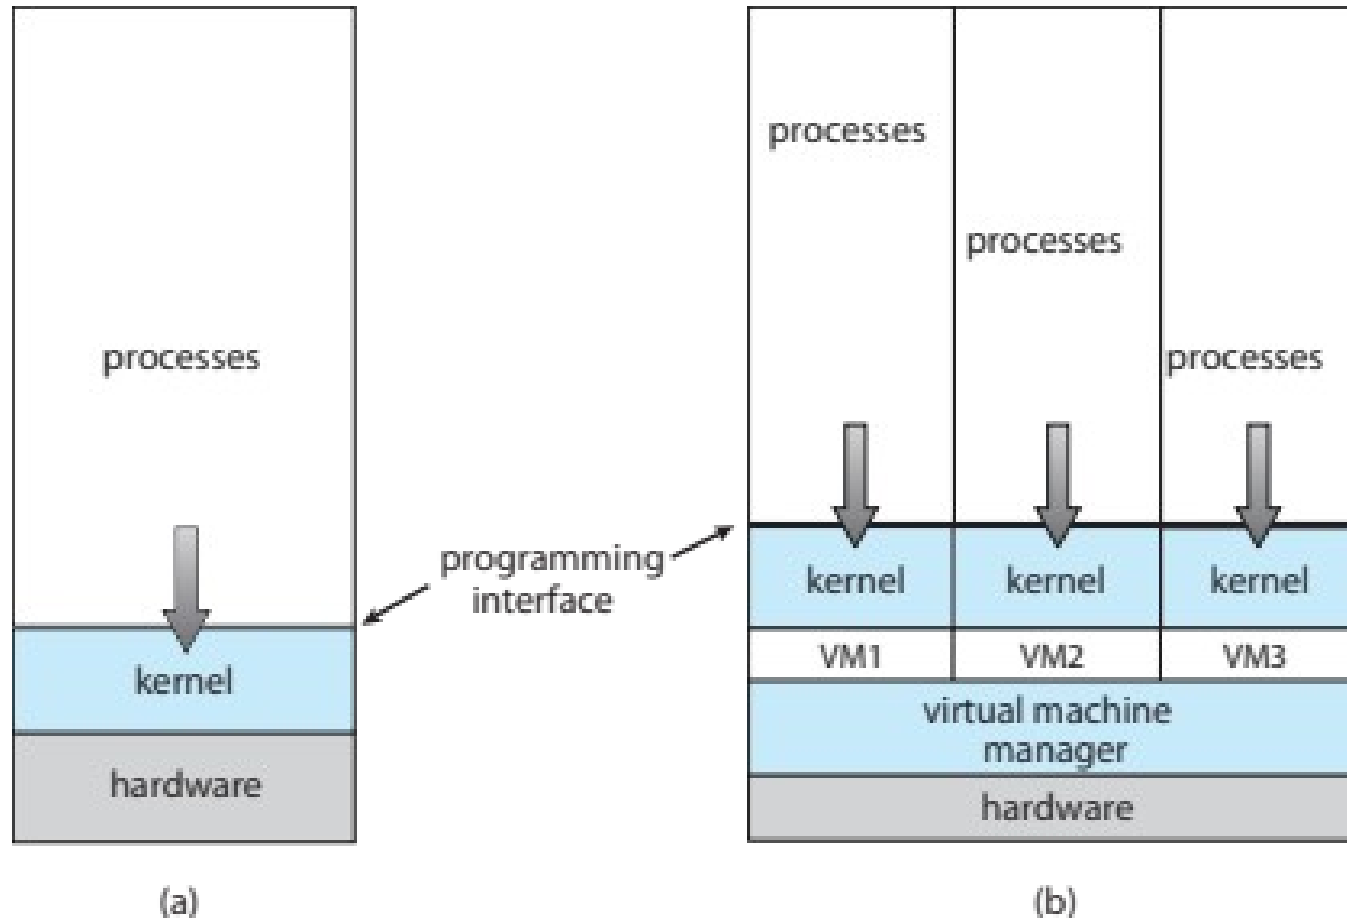 processes
kernel
hardware
(a)
programming
interface
processes
processes
processes
kernel
kernel
kernel
VM1
VM2
VM3
virtual machine
manager
hardware
(b)